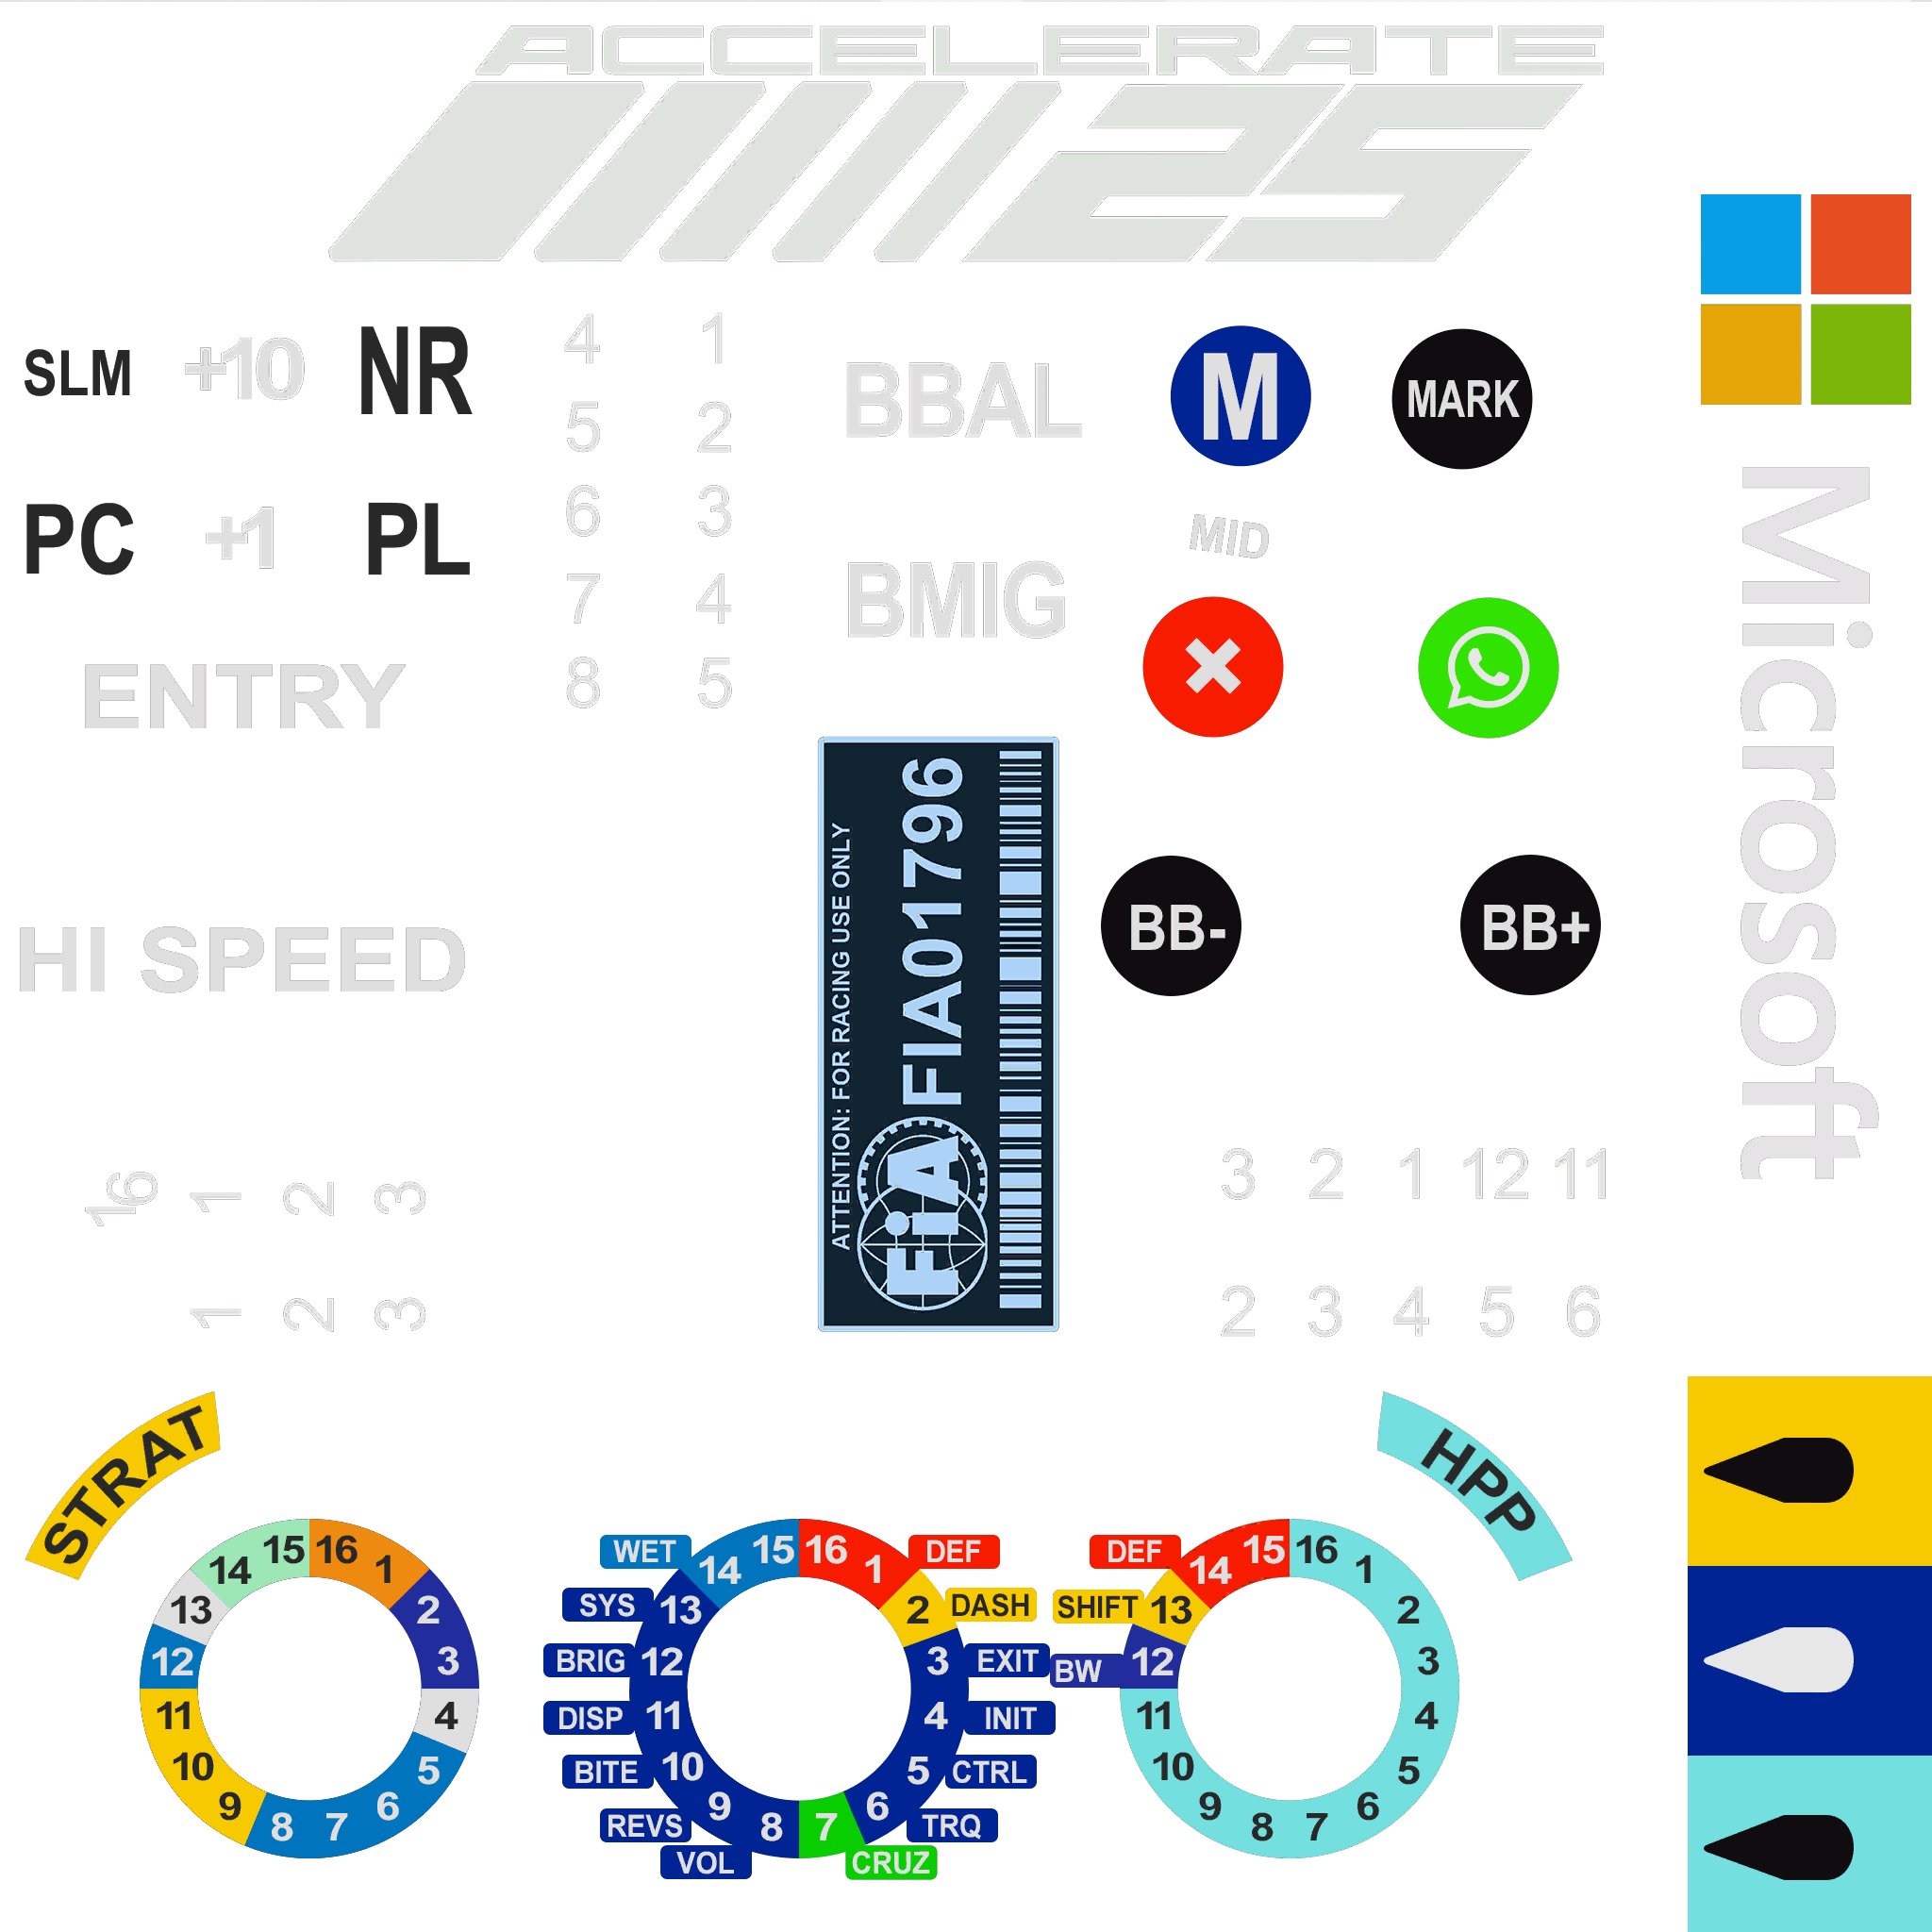 ACCELERATE
25
SLM +10 NR
PC +1 PL
ENTRY
HI SPEED
4 1
5 2
6 3
7 4
8 5
BBAL
BMIG
M
MARK
MID
BB-
BB+
Microsoft
ATTENTION: FOR RACING USE ONLY
FiA FIA01796
16 1 2 3
1 2 3
3 2 1 12 11
2 3 4 5 6
STRAT
16 1 2 3 4 5 6 7 8 9 10 11 12 13 14 15
16
1 DEF
2 DASH
3 EXIT
4 INIT
5 CTRL
6 TRQ
7 CRUZ
8 VOL
9 REVS
10 BITE
11 DISP
12 BRIG
13 SYS
14 WET
15
HPP
16 1 2 3 4 5 6 7 8 9 10 11
12 BW
13 SHIFT
14 DEF
15